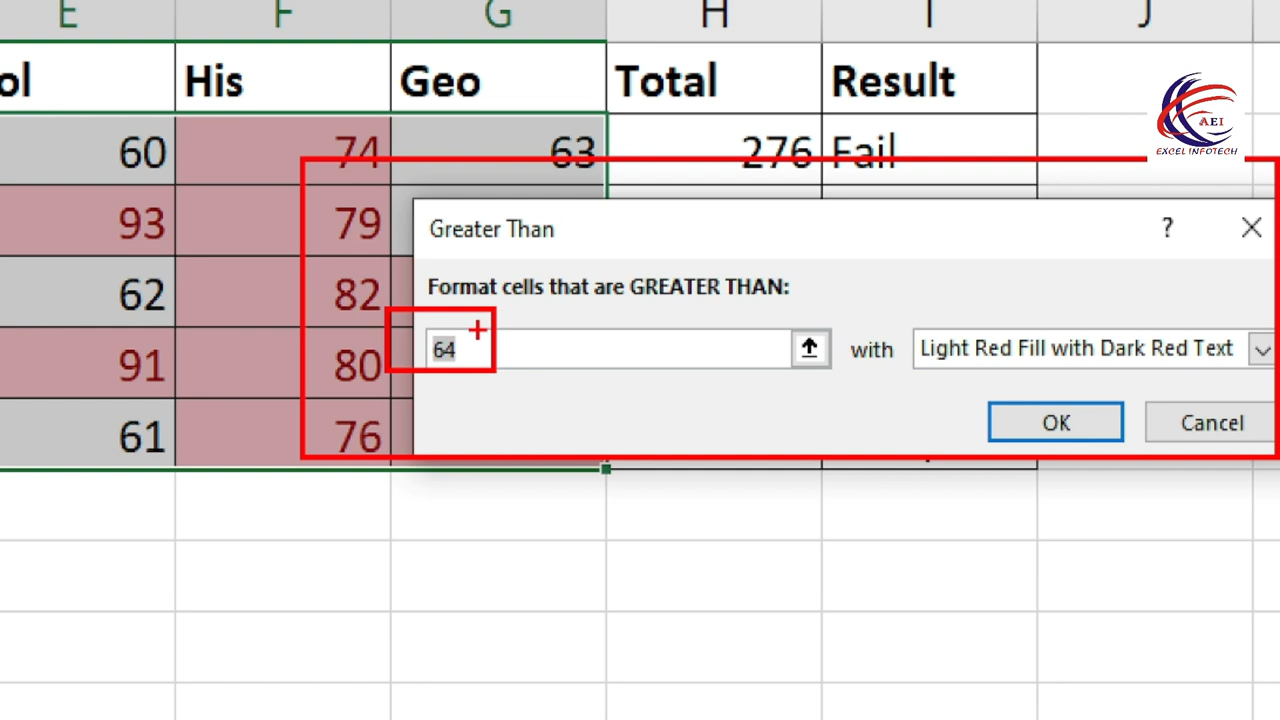 E F G H I J
ol His Geo Total Result
AEI
EXCEL INFOTECH
60 74 63 276 Fail
93 79
Greater Than ?
62 82
Format cells that are GREATER THAN:
64 with Light Red Fill with Dark Red Text
91 80
OK Cancel
61 76